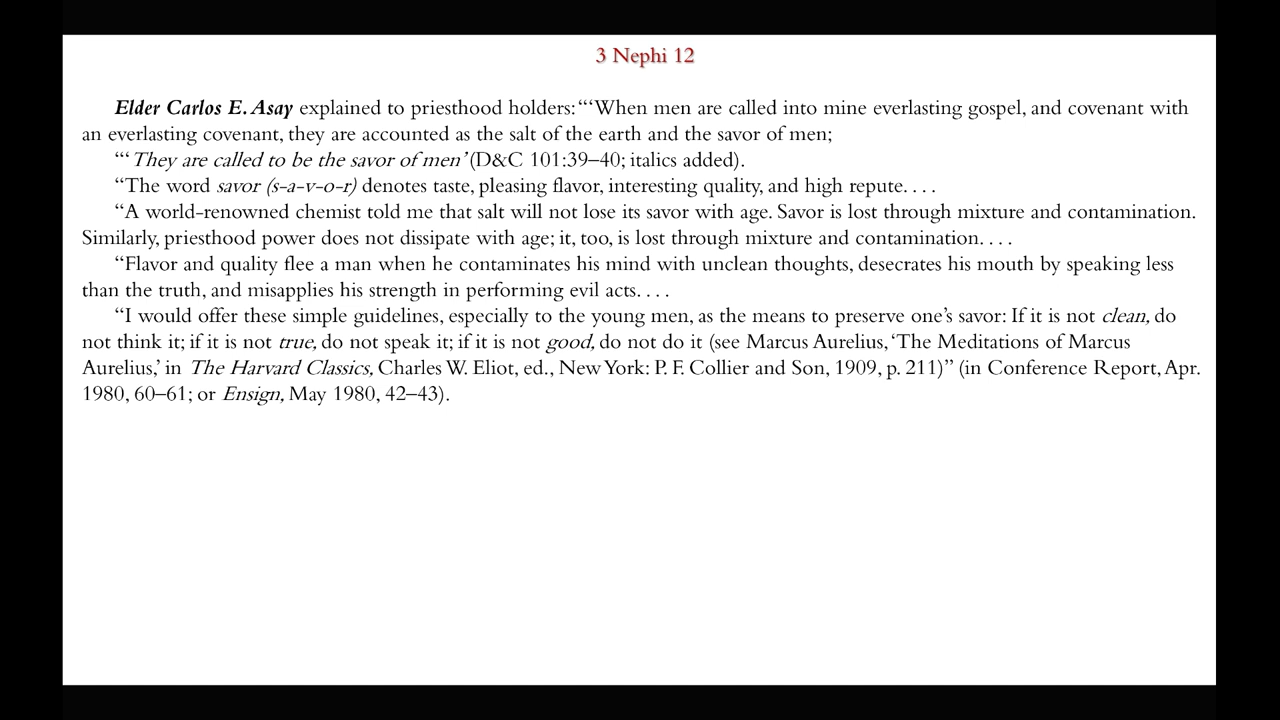 3 Nephi 12
Elder Carlos E. Asay explained to priesthood holders: “‘“When men are called into mine everlasting gospel, and covenant with
an everlasting covenant, they are accounted as the salt of the earth and the savor of men;
“‘They are called to be the savor of men’ (D&C 101:39–40; italics added).
“The word savor (s-a-v-o-r) denotes taste, pleasing flavor, interesting quality, and high repute. . . .
“A world-renowned chemist told me that salt will not lose its savor with age. Savor is lost through mixture and contamination.
Similarly, priesthood power does not dissipate with age; it, too, is lost through mixture and contamination. . . .
“Flavor and quality flee a man when he contaminates his mind with unclean thoughts, desecrates his mouth by speaking less
than the truth, and misapplies his strength in performing evil acts. . . .
“I would offer these simple guidelines, especially to the young men, as the means to preserve one’s savor: If it is not clean, do
not think it; if it is not true, do not speak it; if it is not good, do not do it (see Marcus Aurelius, ‘The Meditations of Marcus
Aurelius,’ in The Harvard Classics, Charles W. Eliot, ed., New York: P. F. Collier and Son, 1909, p. 211)” (in Conference Report, Apr.
1980, 60–61; or Ensign, May 1980, 42–43).